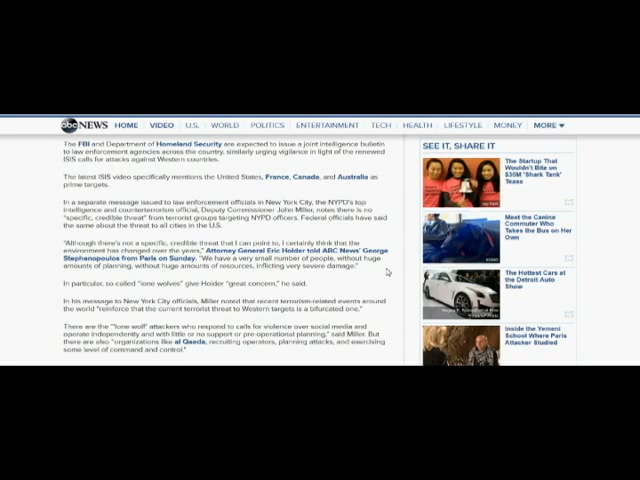 abc NEWS HOME VIDEO U.S. WORLD POLITICS ENTERTAINMENT TECH HEALTH LIFESTYLE MONEY MORE
The FBI and Department of Homeland Security are expected to issue a joint intelligence bulletin
to law enforcement agencies across the country, similarly urging vigilance in light of the renewed
ISIS calls for attacks against Western countries.
The latest ISIS video specifically mentions the United States, France, Canada, and Australia as
prime targets.
In a separate message issued to law enforcement officials in New York City, the NYPD's top
intelligence and counterterrorism official, Deputy Commissioner John Miller, notes there is no
"specific, credible threat" from terrorist groups targeting NYPD officers. Federal officials have said
the same about the threat to all cities in the U.S.
"Although there's not a specific, credible threat that I can point to, I certainly think that the
environment has changed over the years," Attorney General Eric Holder told ABC News' George
Stephanopoulos from Paris on Sunday. "We have a very small number of people, without huge
amounts of planning, without huge amounts of resources, inflicting very severe damage."
In particular, so-called "lone wolves" give Holder "great concern," he said.
In his message to New York City officials, Miller noted that recent terrorism-related events around
the world "reinforce that the current terrorist threat to Western targets is a bifurcated one."
There are the "'lone wolf' attackers who respond to calls for violence over social media and
operate independently and with little or no support or pre-operational planning," said Miller. But
there are also "organizations like al Qaeda, recruiting operators, planning attacks, and exercising
some level of command and control."
SEE IT, SHARE IT
The Startup That
Wouldn't Bite on
$30M 'Shark Tank'
Tease
Meet the Canine
Commuter Who
Takes the Bus on Her
Own
The Hottest Cars at
the Detroit Auto
Show
Inside the Yemeni
School Where Paris
Attacker Studied